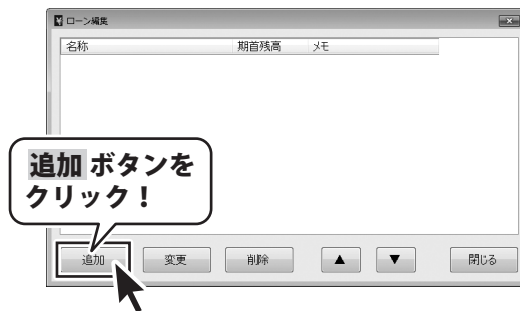 ローン編集
名称 期首残高 メモ
追加 ボタンを
クリック！
追加 変更 削除 ▲ ▼ 閉じる